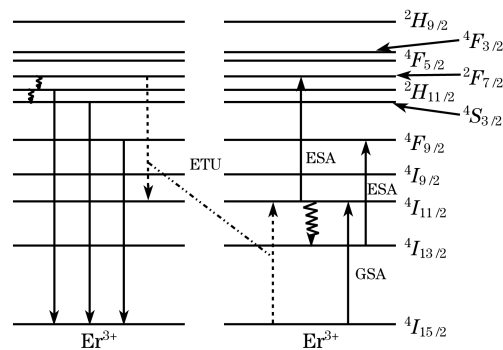 ²H₉/₂
⁴F₃/₂
⁴F₅/₂
²F₇/₂
²H₁₁/₂
⁴S₃/₂
⁴F₉/₂
ETU
ESA
⁴I₉/₂
ESA
⁴I₁₁/₂
⁴I₁₃/₂
GSA
⁴I₁₅/₂
Er³⁺
Er³⁺